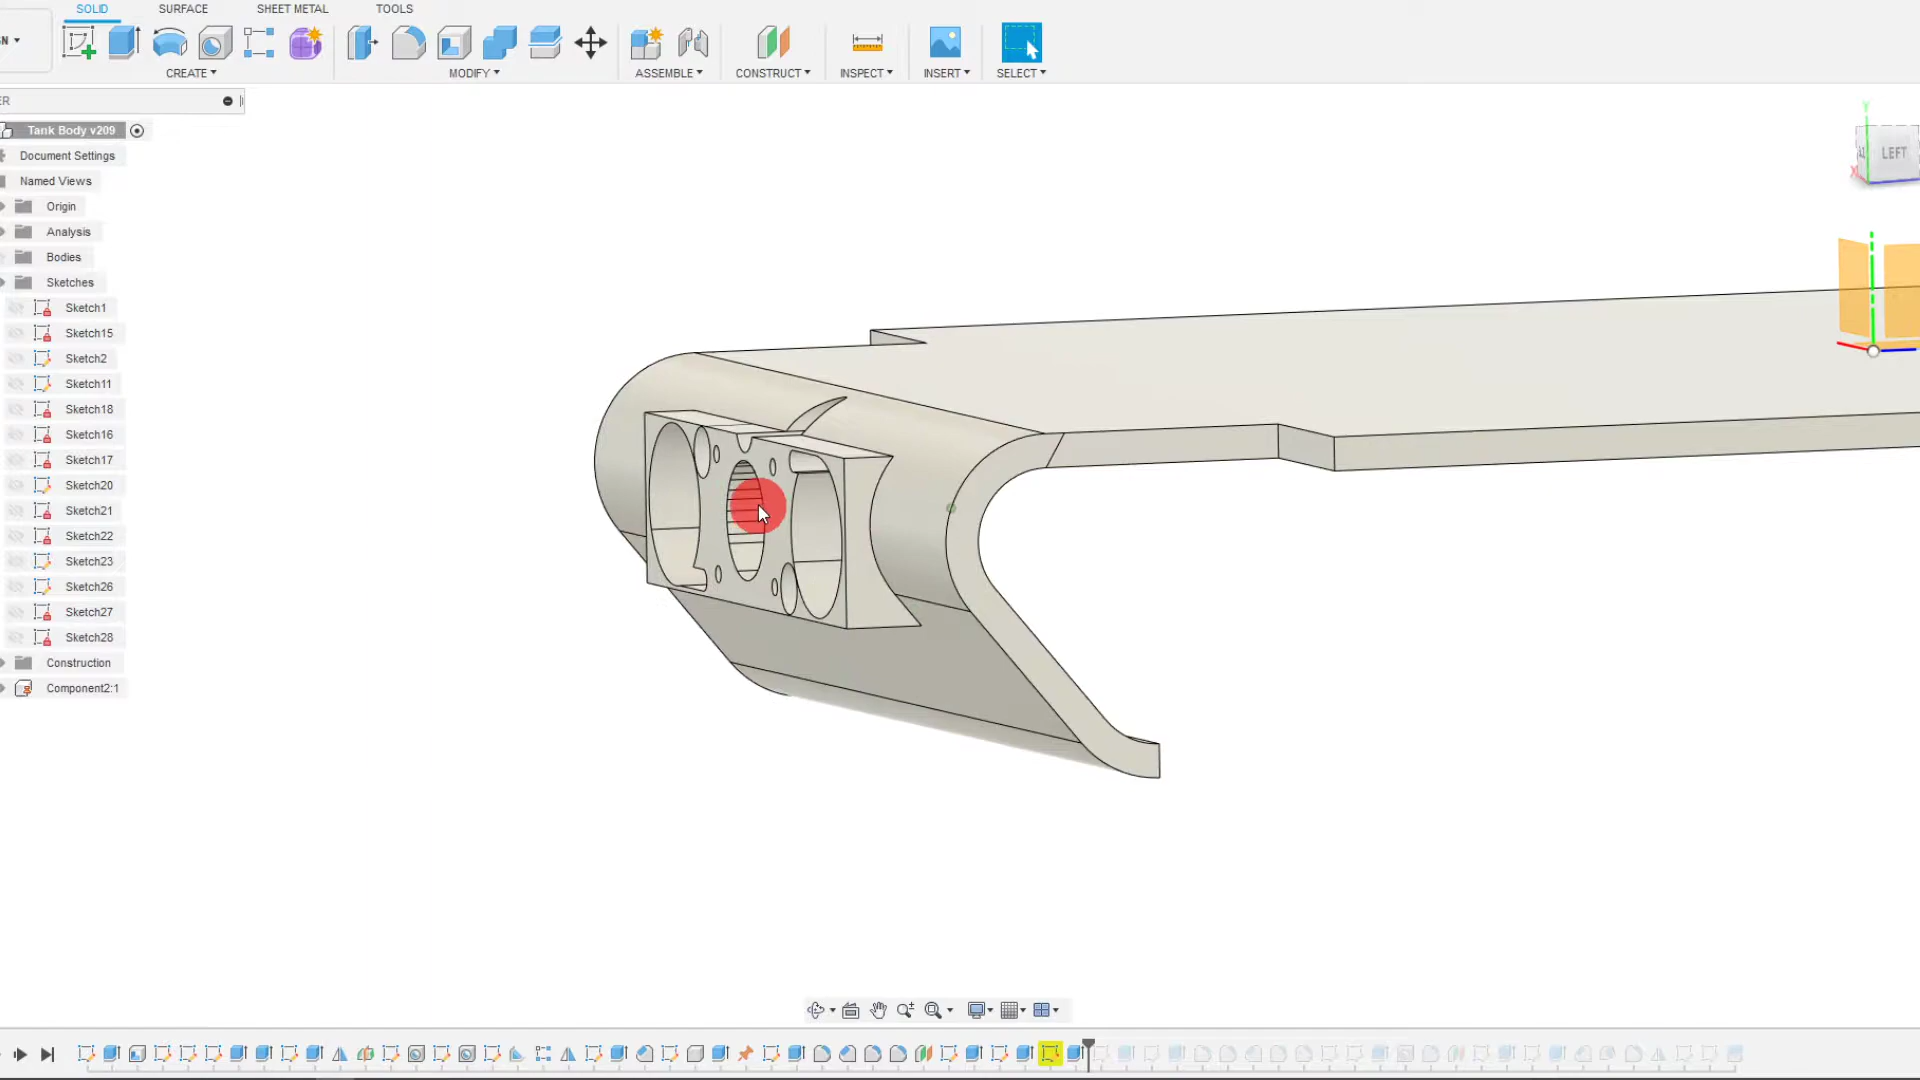 SOLID SURFACE SHEET METAL TOOLS
CREATE MODIFY ASSEMBLE CONSTRUCT INSPECT INSERT SELECT
Tank Body v209
Document Settings
Named Views
Origin
Analysis
Bodies
Sketches
Sketch1
Sketch15
Sketch2
Sketch11
Sketch18
Sketch16
Sketch17
Sketch20
Sketch21
Sketch22
Sketch23
Sketch26
Sketch27
Sketch28
Construction
Component2:1
Y
LEFT
X